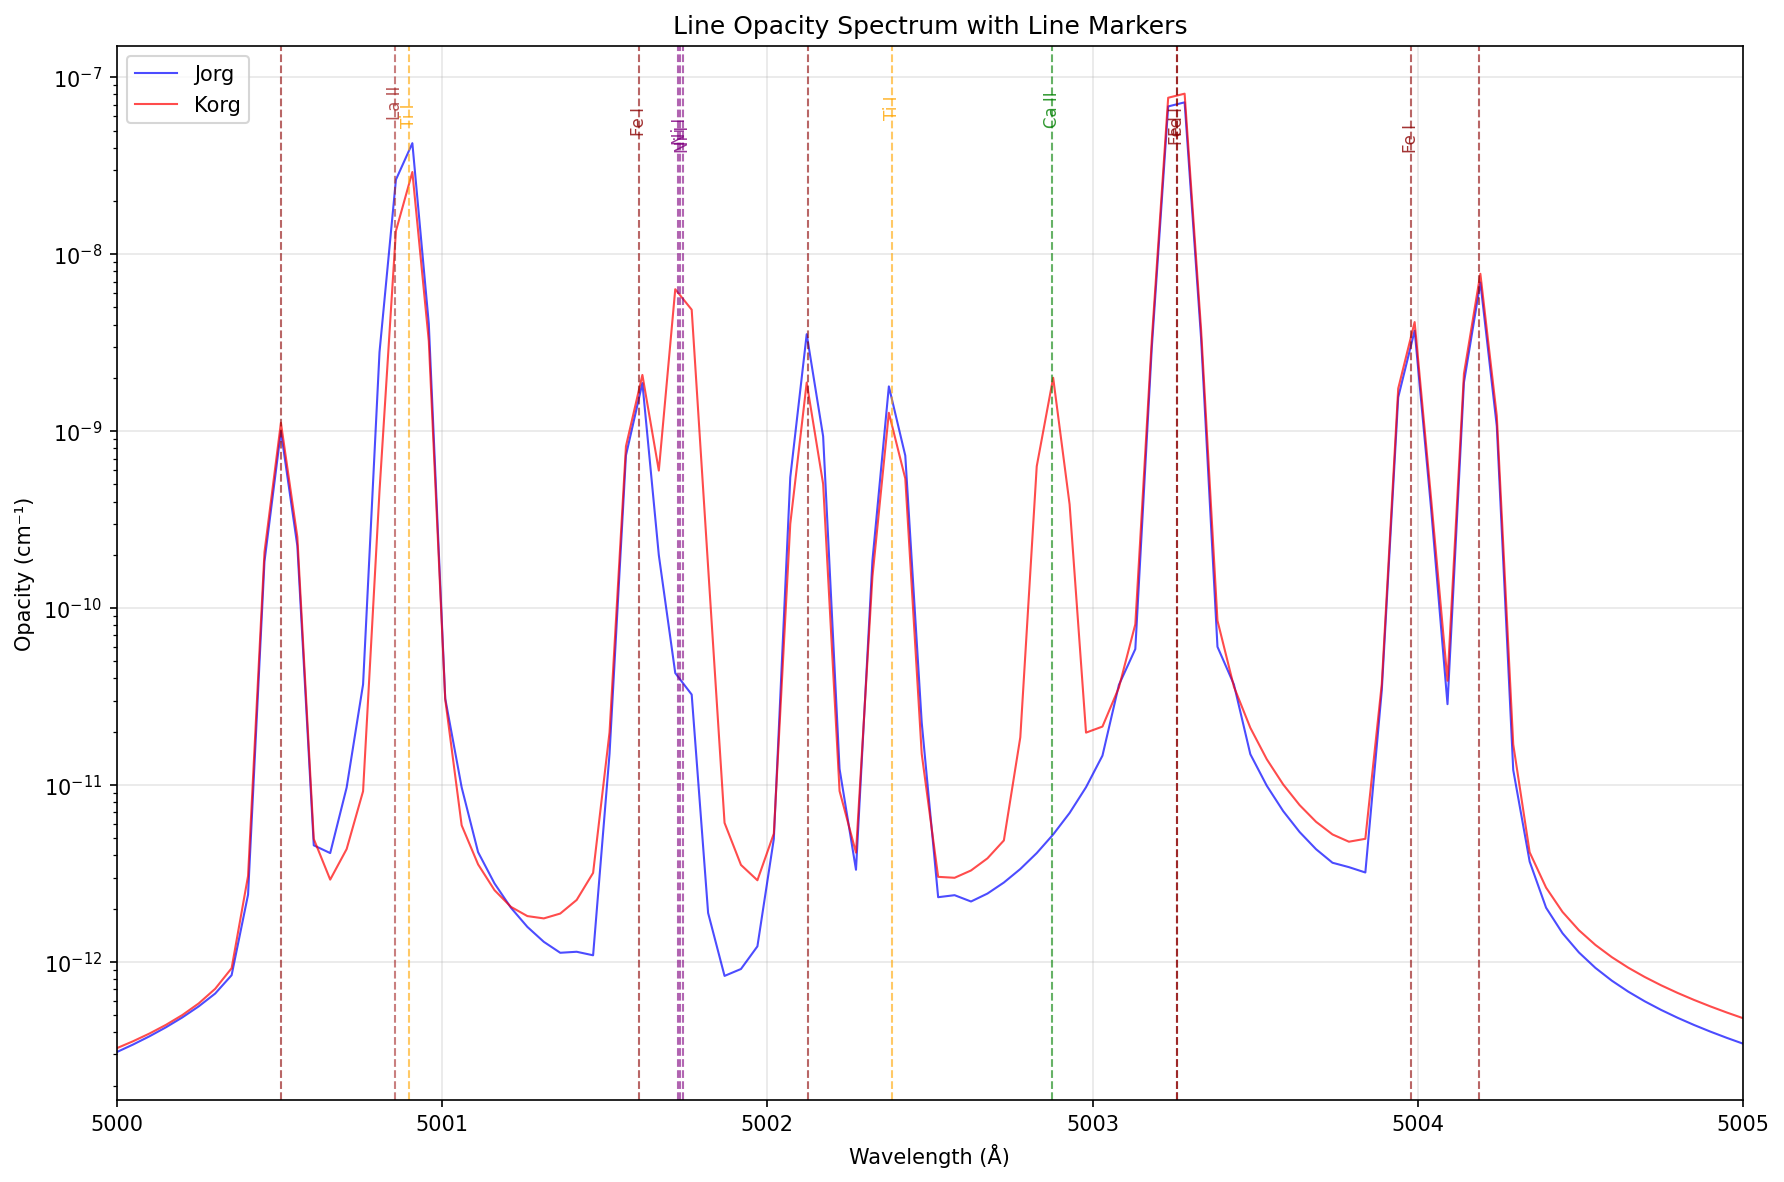 Line Opacity Spectrum with Line Markers
Jorg
Korg
La II
Ti I
Fe I
Ni I
Ti I
Ca II
Fe I
Opacity (cm⁻¹)
10⁻⁷
10⁻⁸
10⁻⁹
10⁻¹⁰
10⁻¹¹
10⁻¹²
5000 5001 5002 5003 5004 5005
Wavelength (Å)